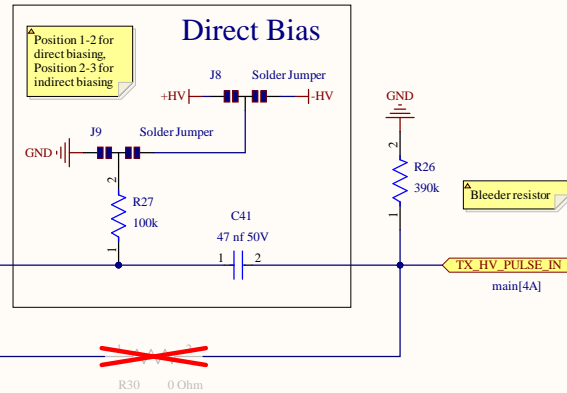 Direct Bias
Position 1-2 for
direct biasing,
Position 2-3 for
indirect biasing
J8
Solder Jumper
+HV
-HV
GND
J9
Solder Jumper
GND
2
R26
390k
1
Bleeder resistor
2
R27
100k
1
C41
47 nf 50V
1
2
TX_HV_PULSE_IN
main[4A]
1
2
R30
0 Ohm